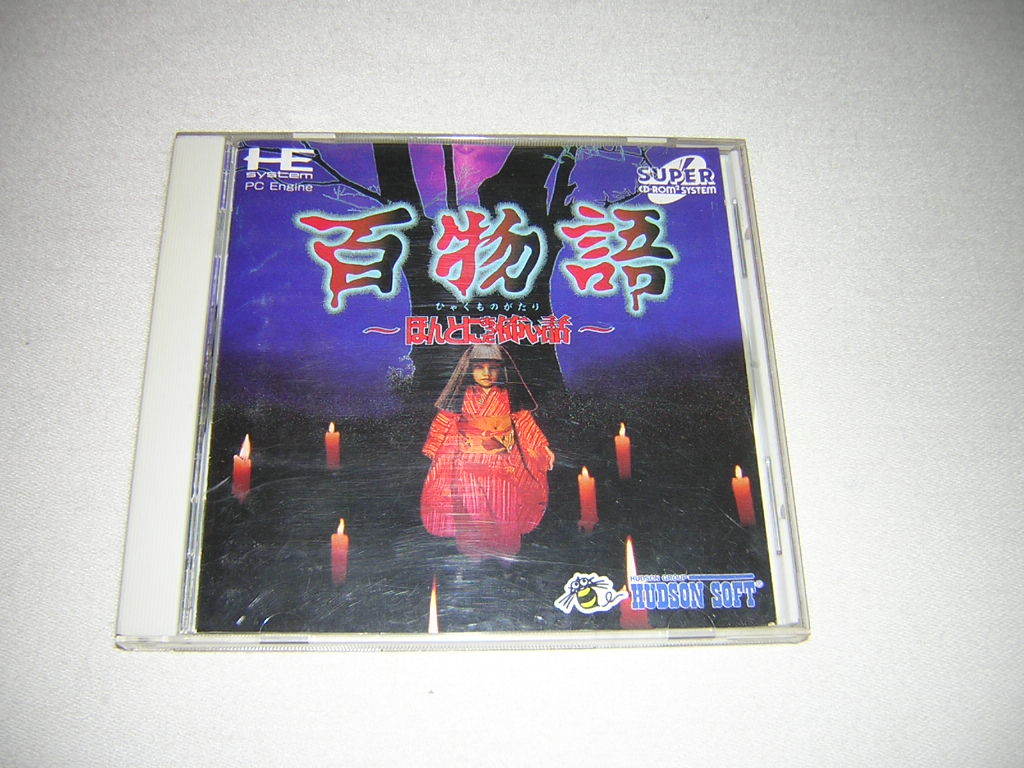 HE
system
PC Engine
SUPER
CD-ROM² SYSTEM
百物語
ひゃくものがたり
～ほんとにあった怖い話～
HUDSON GROUP
HUDSON SOFT®